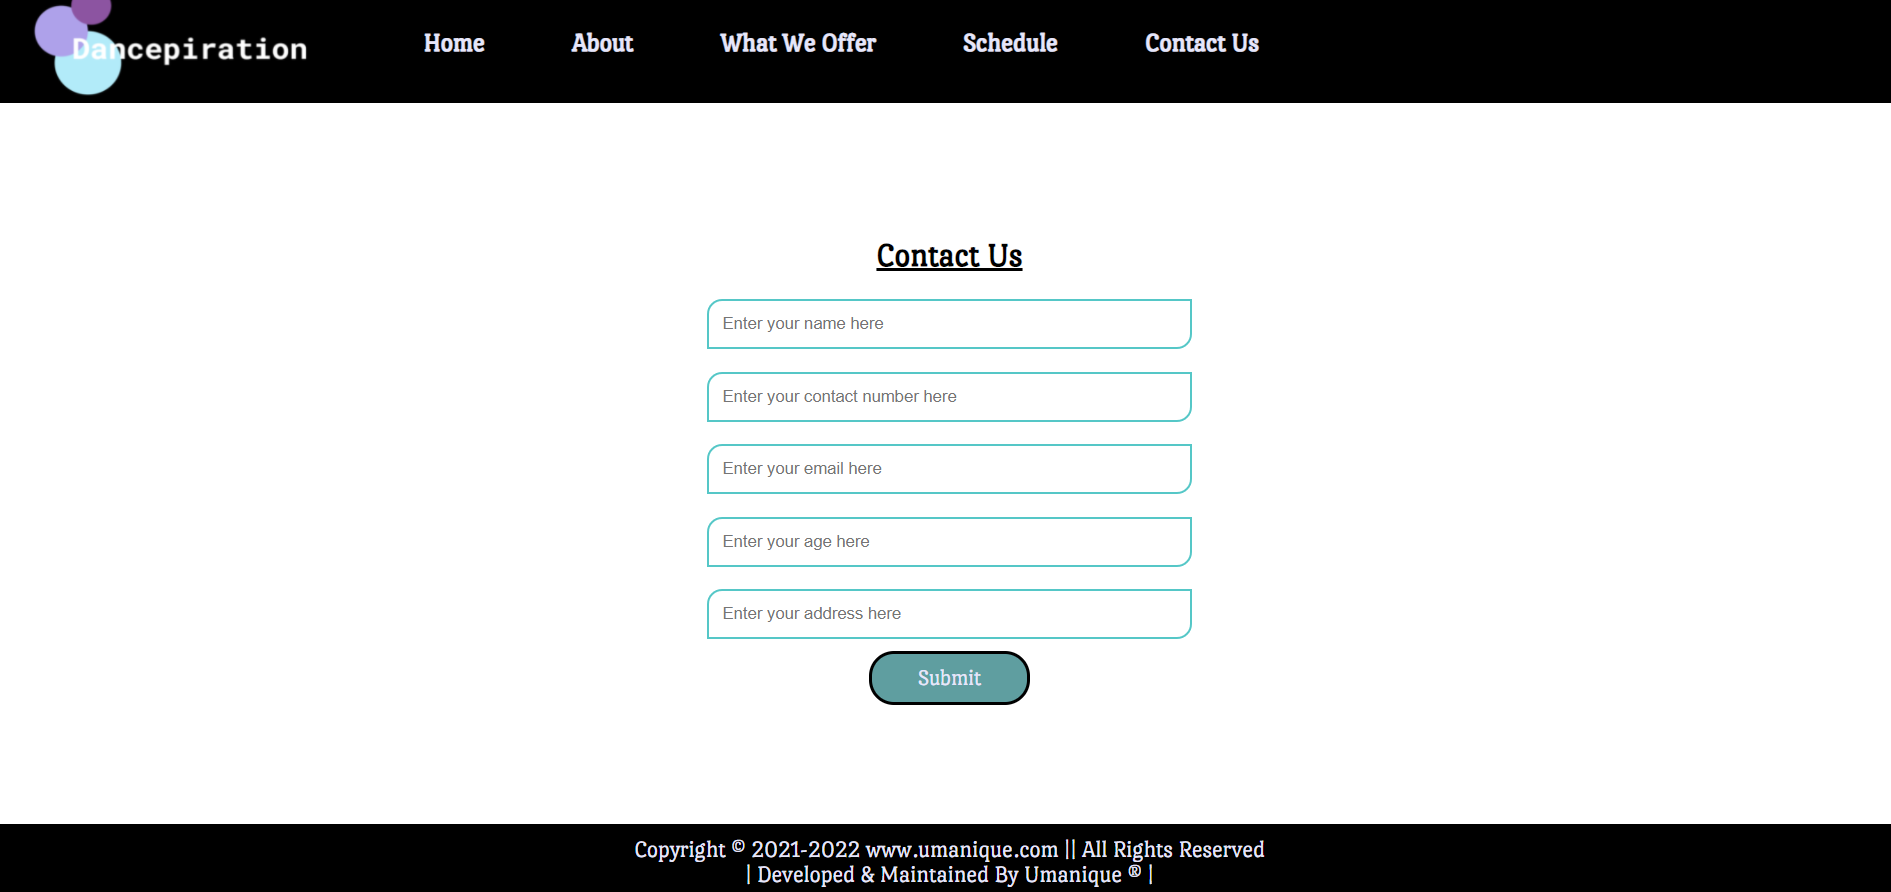 Dancepiration Home About What We Offer Schedule Contact Us
Contact Us
Enter your name here
Enter your contact number here
Enter your email here
Enter your age here
Enter your address here
Submit
Copyright © 2021-2022 www.umanique.com || All Rights Reserved
| Developed & Maintained By Umanique ® |